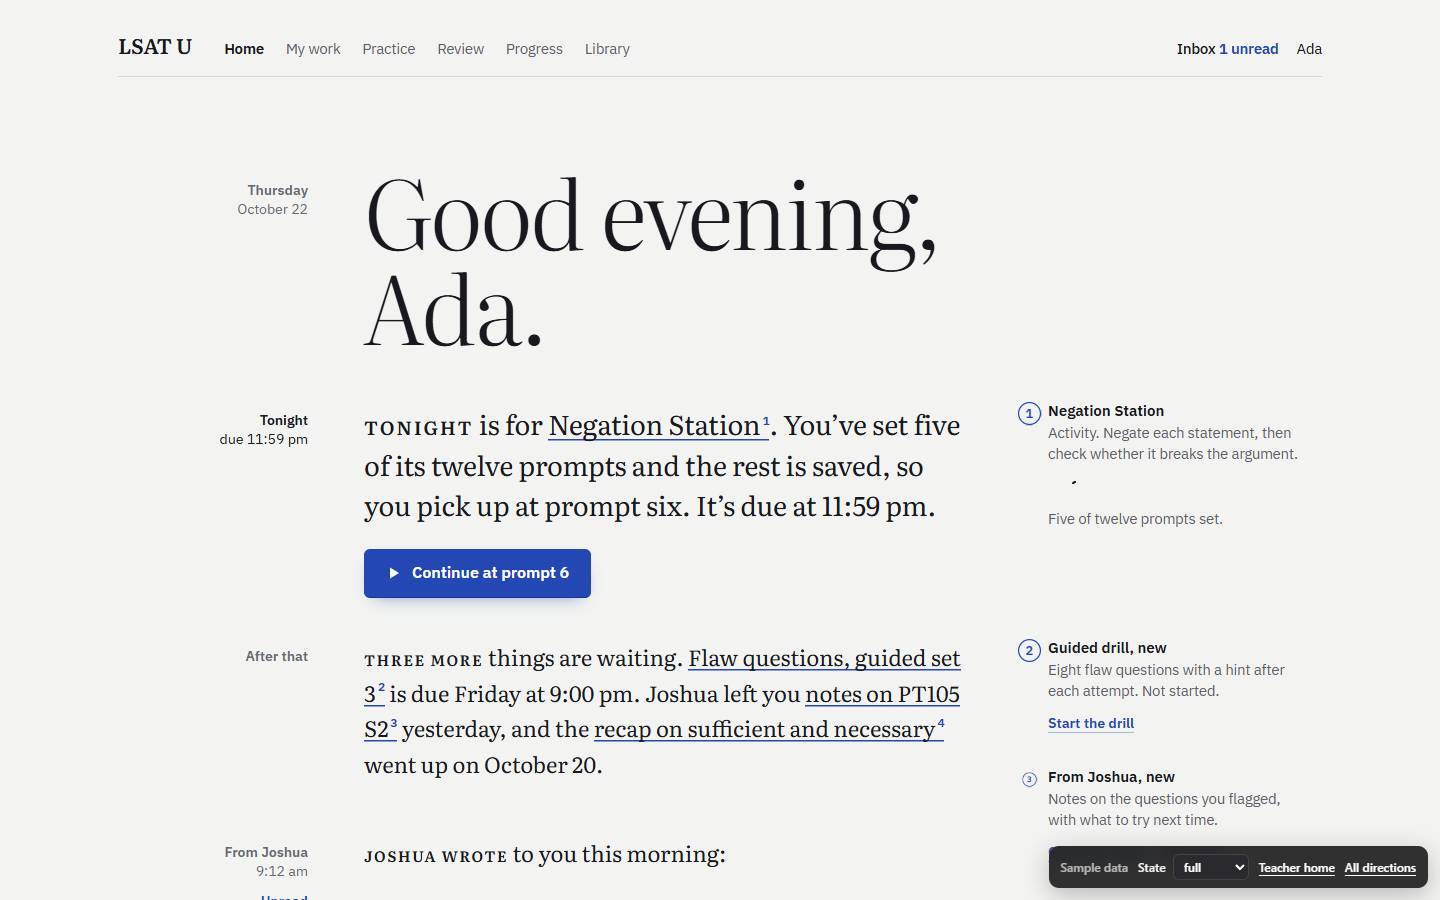 LSAT U Home My work Practice Review Progress Library Inbox 1 unread Ada
Thursday
October 22
Good evening,
Ada.
Tonight
due 11:59 pm
TONIGHT is for Negation Station1. You’ve set five
of its twelve prompts and the rest is saved, so
you pick up at prompt six. It’s due at 11:59 pm.
Continue at prompt 6
1 Negation Station
Activity. Negate each statement, then
check whether it breaks the argument.
Five of twelve prompts set.
After that
THREE MORE things are waiting. Flaw questions, guided set
3 2 is due Friday at 9:00 pm. Joshua left you notes on PT105
S2 3 yesterday, and the recap on sufficient and necessary 4
went up on October 20.
2 Guided drill, new
Eight flaw questions with a hint after
each attempt. Not started.
Start the drill
3 From Joshua, new
Notes on the questions you flagged,
with what to try next time.
From Joshua
9:12 am
Unread
JOSHUA WROTE to you this morning:
Sample data State full Teacher home All directions